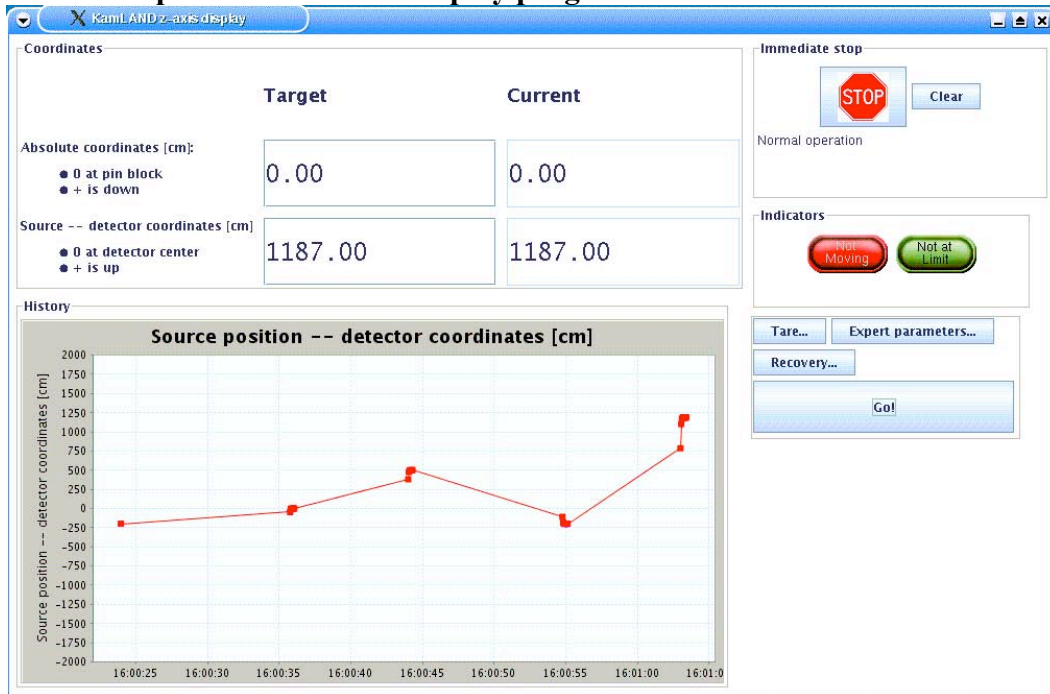 KamLAND z-axis display
Coordinates
Target Current
Absolute coordinates [cm]:
0 at pin block
+ is down
0.00 0.00
Source -- detector coordinates [cm]
0 at detector center
+ is up
1187.00 1187.00
Immediate stop
STOP Clear
Normal operation
Indicators
Not Moving
Not at Limit
Tare... Expert parameters...
Recovery...
Go!
History
Source position -- detector coordinates [cm]
Source position -- detector coordinates [cm]
2000
1750
1500
1250
1000
750
500
250
0
-250
-500
-750
-1000
-1250
-1500
-1750
-2000
16:00:25 16:00:30 16:00:35 16:00:40 16:00:45 16:00:50 16:00:55 16:01:00 16:01:0